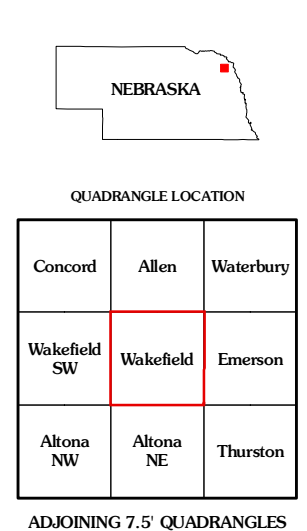 NEBRASKA
QUADRANGLE LOCATION
Concord Allen Waterbury
Wakefield
SW
Wakefield
Emerson
Altona
NW
Altona
NE
Thurston
ADJOINING 7.5' QUADRANGLES